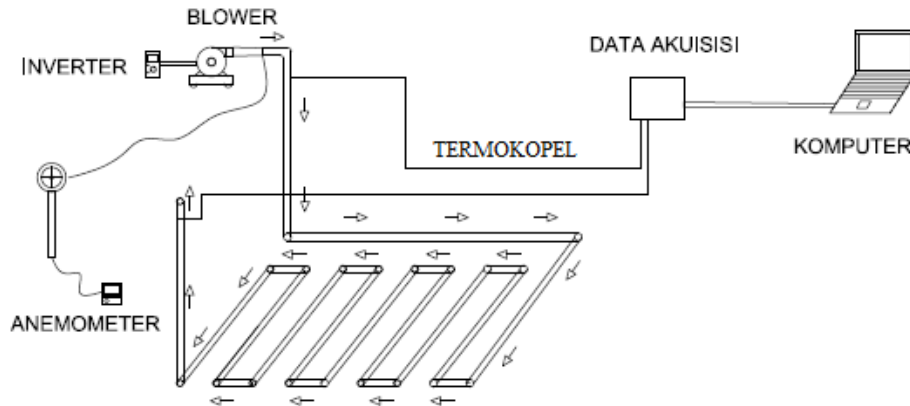 BLOWER
INVERTER
DATA AKUISISI
KOMPUTER
TERMOKOPEL
ANEMOMETER